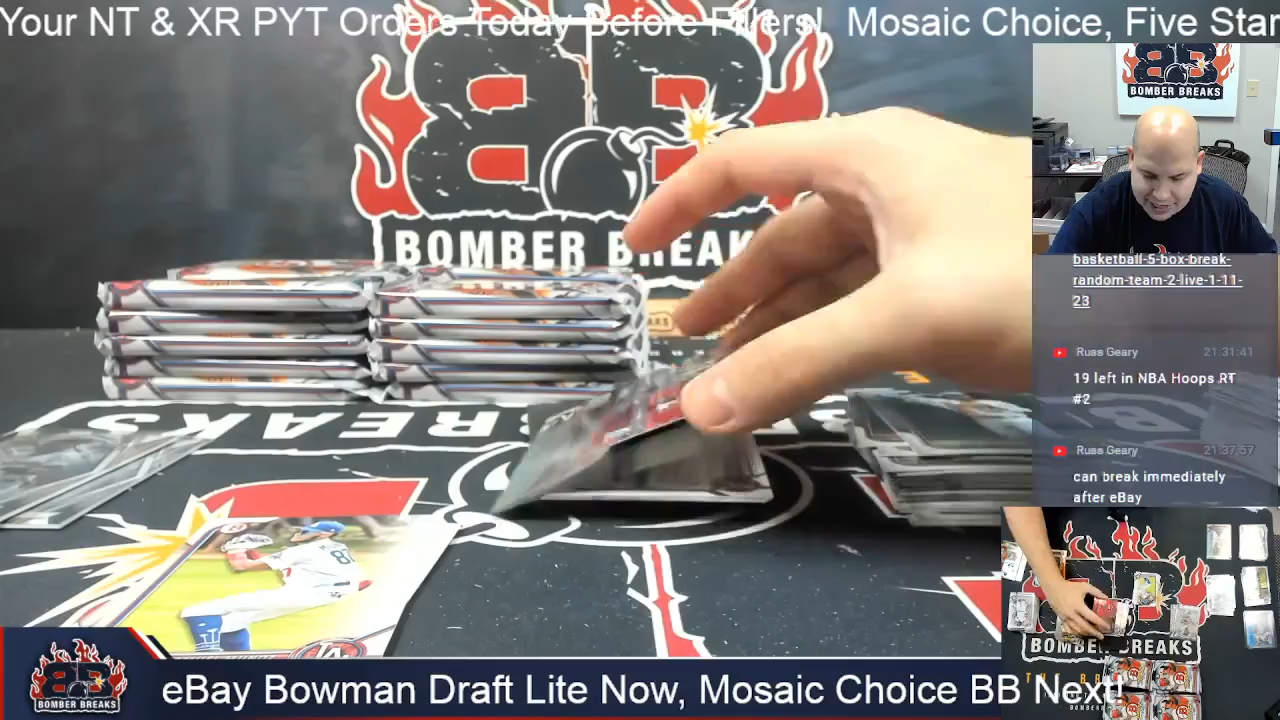 Your NT & XR PYT Orders Today Before Fillers!, Mosaic Choice, Five Star
BOMBER BREAKS
BOMBER BREAKS
basketball-5-box-break-
random-team-2-live-1-11-
23
Russ Geary 21:31:41
19 left in NBA Hoops RT
#2
Russ Geary 21:37:57
can break immediately
after eBay
BREAKS
BOMBER BREAKS
BOMBER BREAKS
eBay Bowman Draft Lite Now, Mosaic Choice BB Next!